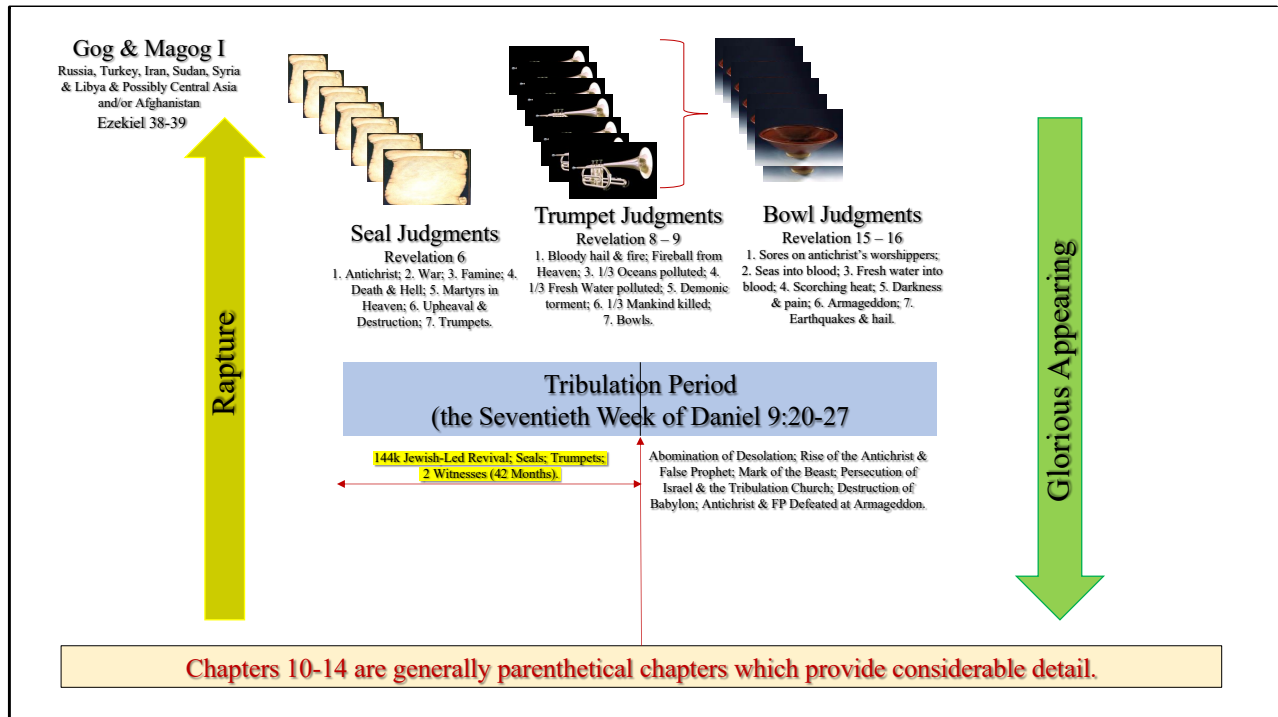 Gog & Magog I
Russia, Turkey, Iran, Sudan, Syria
& Libya & Possibly Central Asia
and/or Afghanistan
Ezekiel 38-39
Rapture
Seal Judgments
Revelation 6
1. Antichrist; 2. War; 3. Famine; 4.
Death & Hell; 5. Martyrs in
Heaven; 6. Upheaval &
Destruction; 7. Trumpets.
Trumpet Judgments
Revelation 8 – 9
1. Bloody hail & fire; Fireball from
Heaven; 3. 1/3 Oceans polluted; 4.
1/3 Fresh Water polluted; 5. Demonic
torment; 6. 1/3 Mankind killed;
7. Bowls.
Bowl Judgments
Revelation 15 – 16
1. Sores on antichrist’s worshippers;
2. Seas into blood; 3. Fresh water into
blood; 4. Scorching heat; 5. Darkness
& pain; 6. Armageddon; 7.
Earthquakes & hail.
Tribulation Period
(the Seventieth Week of Daniel 9:20-27
144k Jewish-Led Revival; Seals; Trumpets;
2 Witnesses (42 Months).
Abomination of Desolation; Rise of the Antichrist &
False Prophet; Mark of the Beast; Persecution of
Israel & the Tribulation Church; Destruction of
Babylon; Antichrist & FP Defeated at Armageddon.
Glorious Appearing
Chapters 10-14 are generally parenthetical chapters which provide considerable detail.